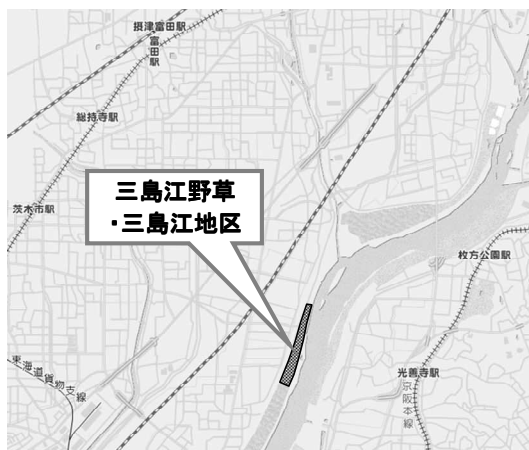 摂津富田駅
富田駅
総持寺駅
三島江野草
・三島江地区
茨木市駅
枚方公園駅
東海道貨物支線
光善寺駅
京阪本線